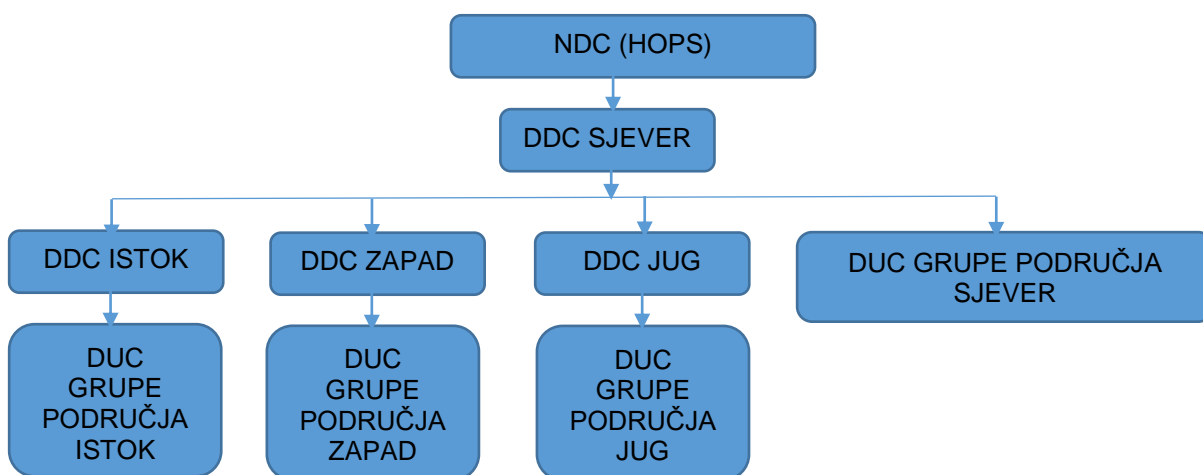 NDC (HOPS)
DDC SJEVER
DDC ISTOK
DDC ZAPAD
DDC JUG
DUC GRUPE PODRUČJA
SJEVER
DUC
GRUPE
PODRUČJA
ISTOK
DUC
GRUPE
PODRUČJA
ZAPAD
DUC
GRUPE
PODRUČJA
JUG